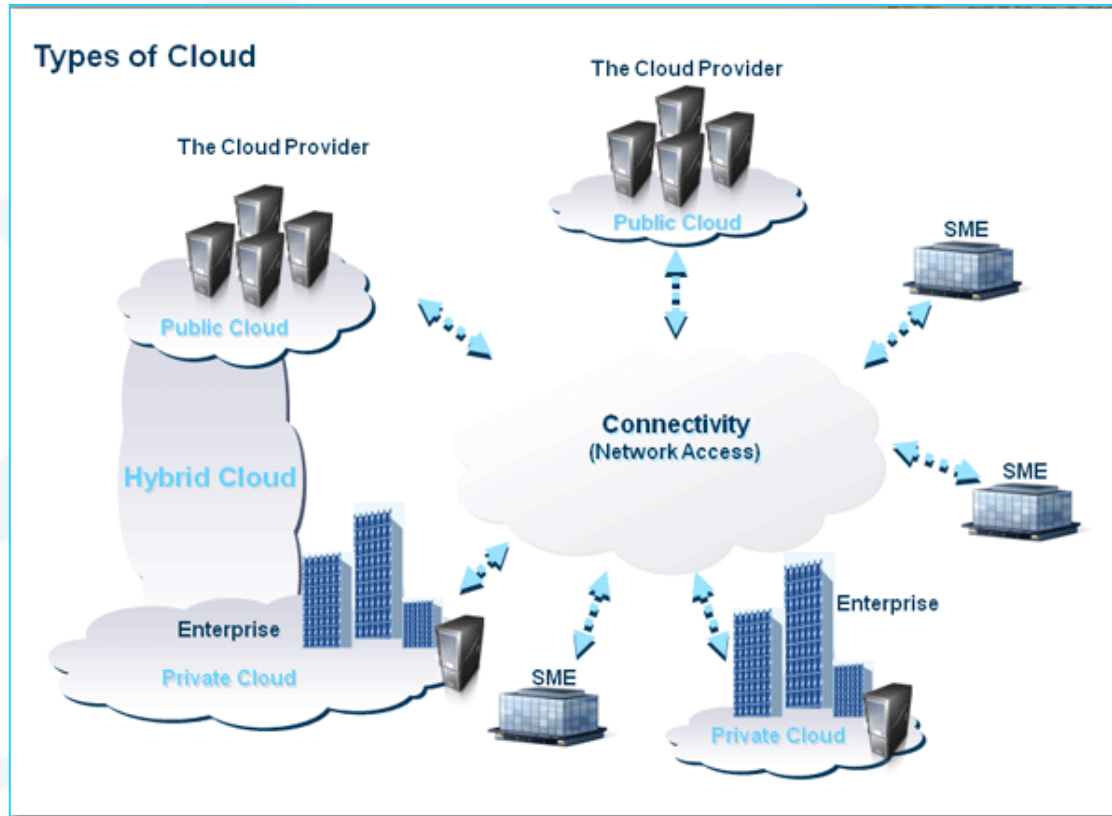 Types of Cloud
The Cloud Provider
The Cloud Provider
Public Cloud
SME
Public Cloud
Connectivity
(Network Access)
Hybrid Cloud
SME
Enterprise
Enterprise
Private Cloud
SME
Private Cloud